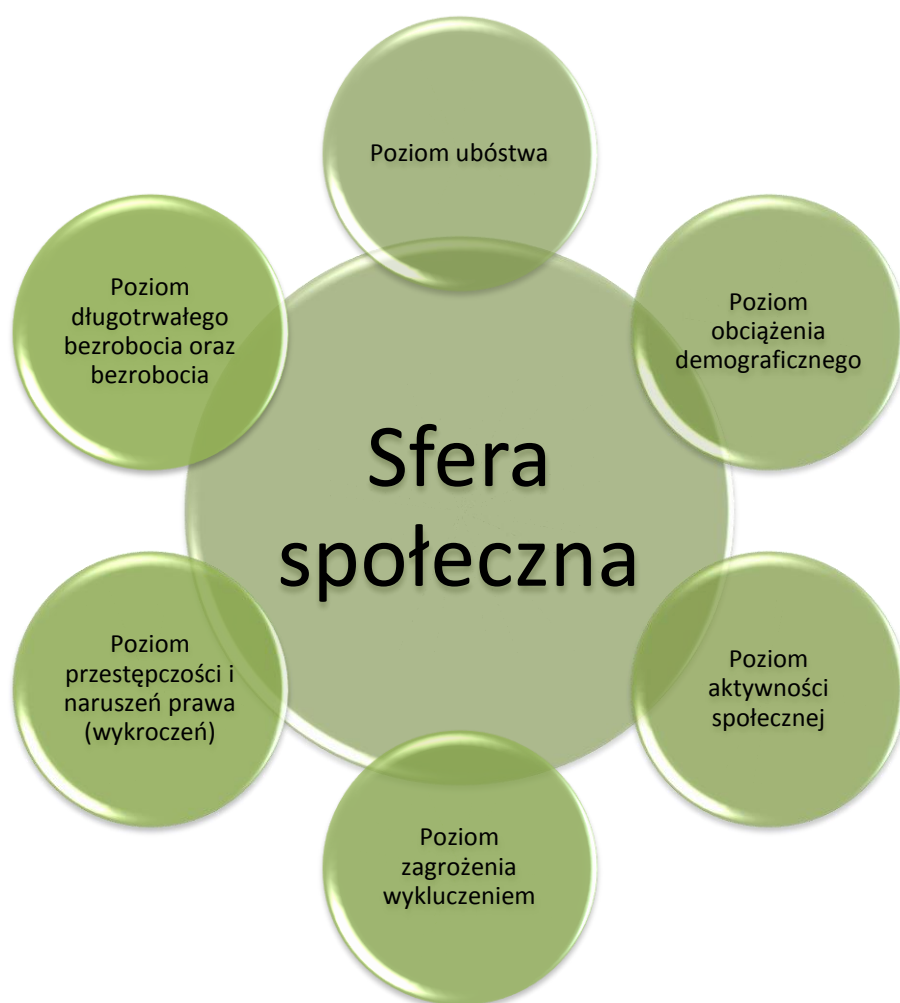 Poziom ubóstwa
Poziom
obciążenia
demograficznego
Poziom
aktywności
społecznej
Poziom
zagrożenia
wykluczeniem
Poziom
przestępczości i
naruszeń prawa
(wykroczeń)
Poziom
długotrwałego
bezrobocia oraz
bezrobocia
Sfera
społeczna